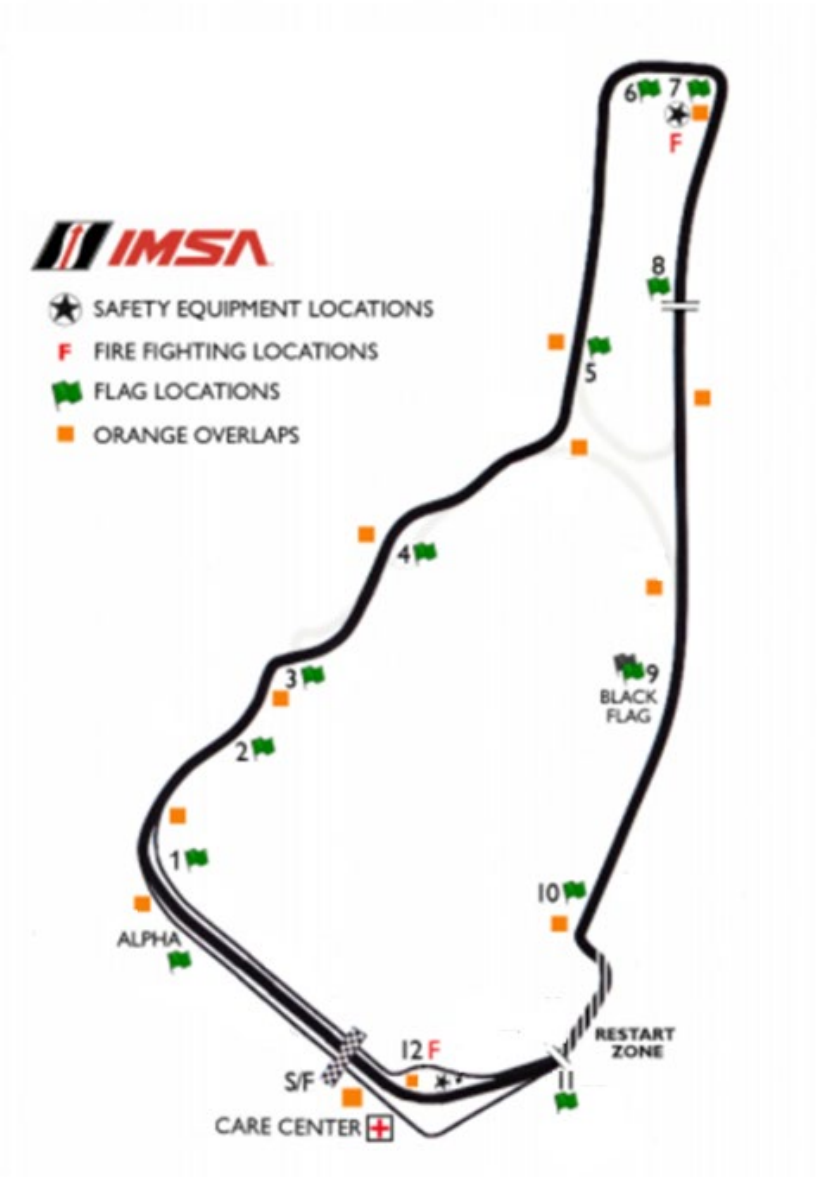 6 7
F
IMSA
8
SAFETY EQUIPMENT LOCATIONS
F FIRE FIGHTING LOCATIONS
5
FLAG LOCATIONS
ORANGE OVERLAPS
4
3
9
BLACK
FLAG
2
1
10
ALPHA
RESTART
ZONE
12 F
S/F
11
CARE CENTER